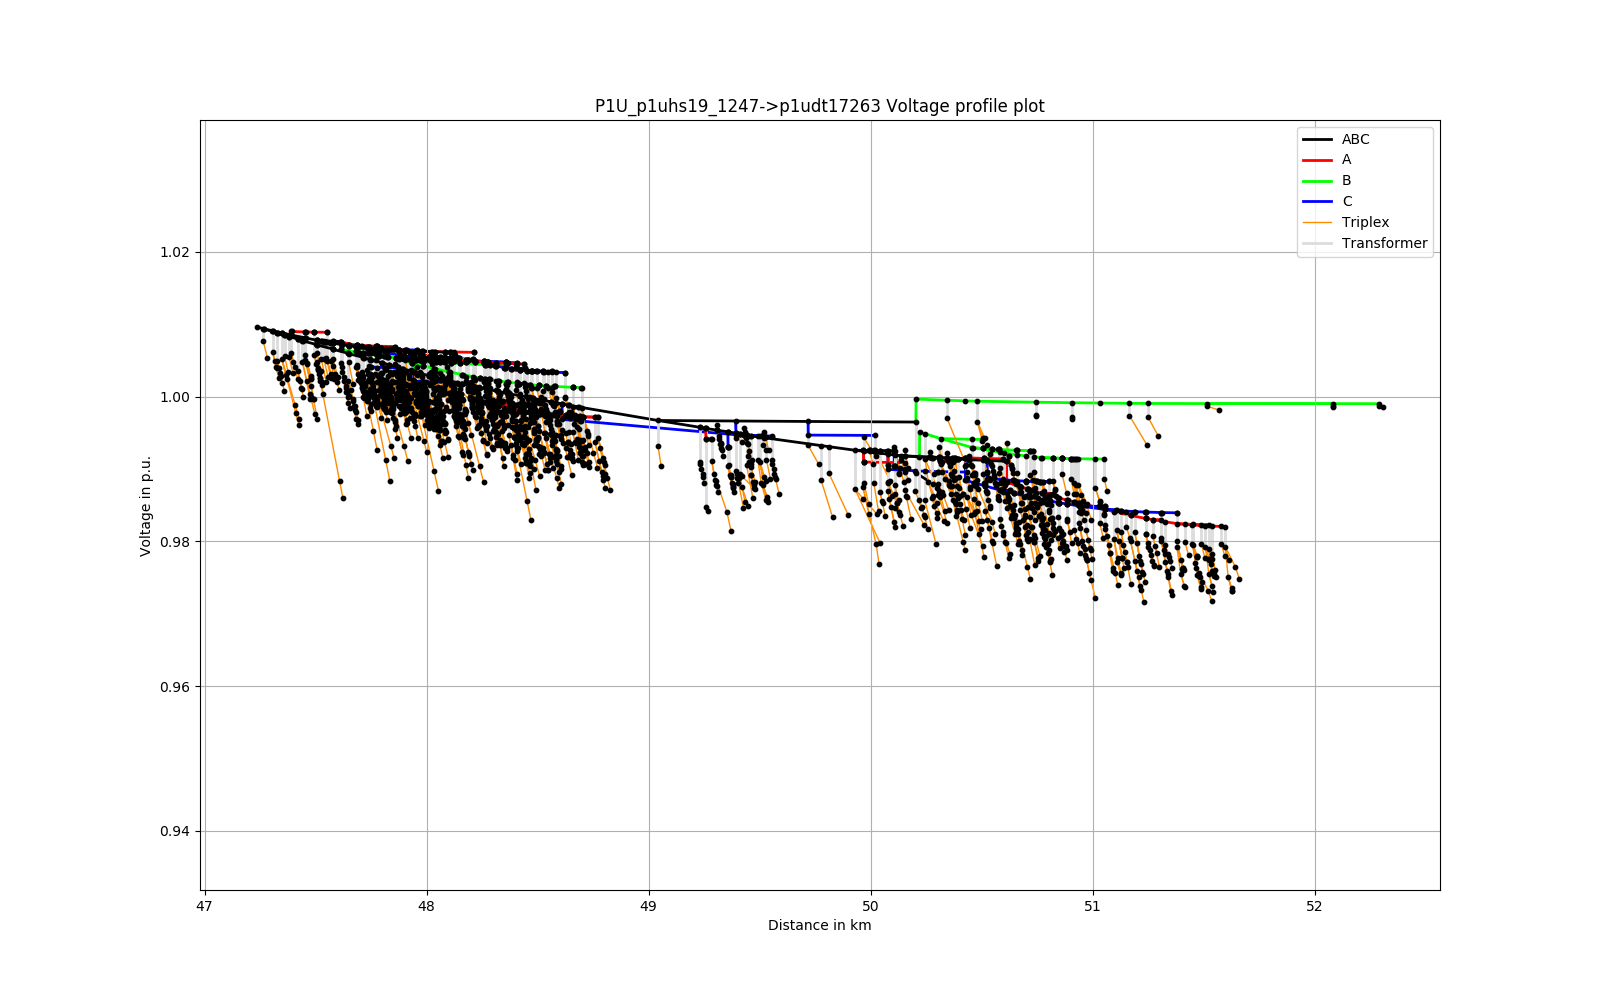 P1U_p1uhs19_1247->p1udt17263 Voltage profile plot
ABC
A
B
C
Triplex
Transformer
1.02
1.00
0.98
0.96
0.94
Voltage in p.u.
47 48 49 50 51 52
Distance in km